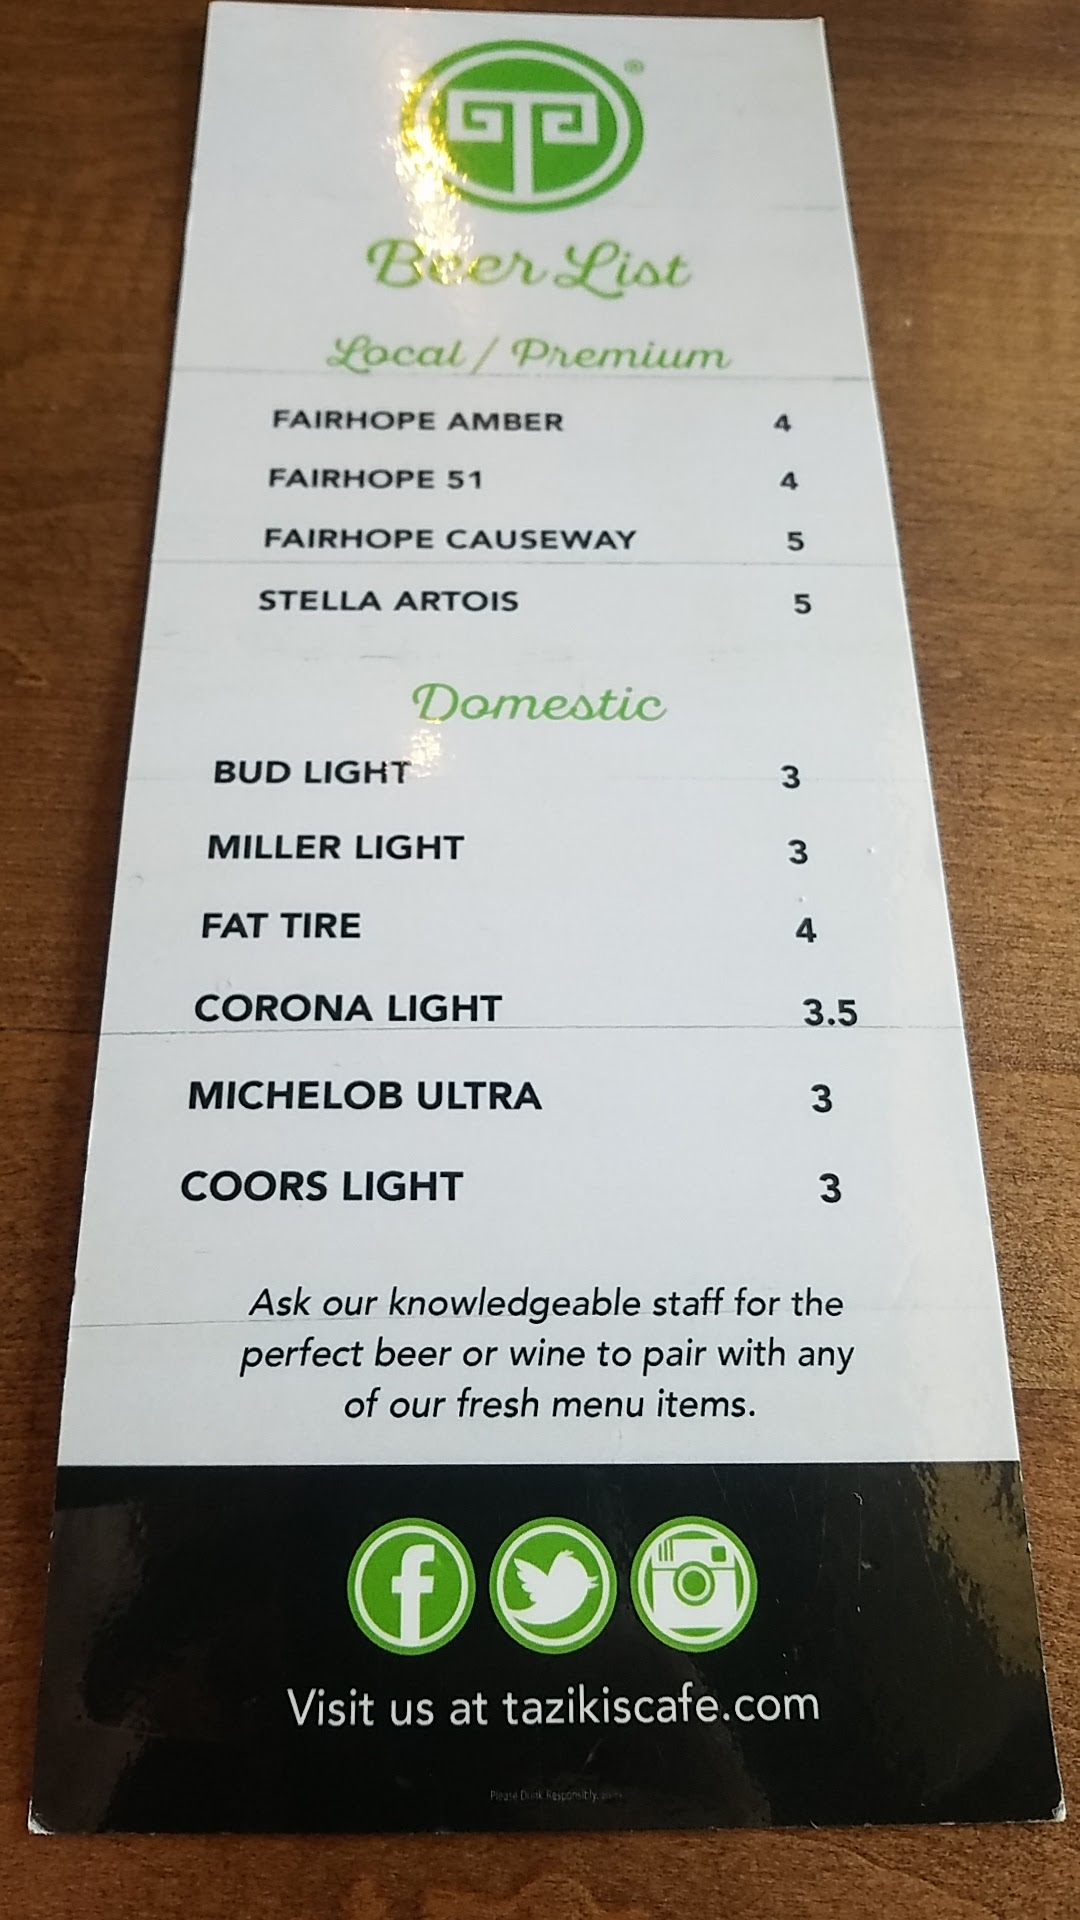 ®
Beer List
Local / Premium
FAIRHOPE AMBER 4
FAIRHOPE 51 4
FAIRHOPE CAUSEWAY 5
STELLA ARTOIS 5
Domestic
BUD LIGHT 3
MILLER LIGHT 3
FAT TIRE 4
CORONA LIGHT 3.5
MICHELOB ULTRA 3
COORS LIGHT 3
Ask our knowledgeable staff for the
perfect beer or wine to pair with any
of our fresh menu items.
Visit us at tazikiscafe.com
Please Drink Responsibly.